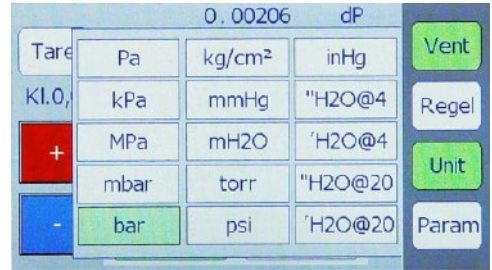 0.00206 dP
Tare
Pa kg/cm² inHg
Vent
Kl.0,
kPa mmHg "H2O@4
Regel
+
MPa mH2O 'H2O@4
Unit
mbar torr "H2O@20
-
bar psi 'H2O@20
Param